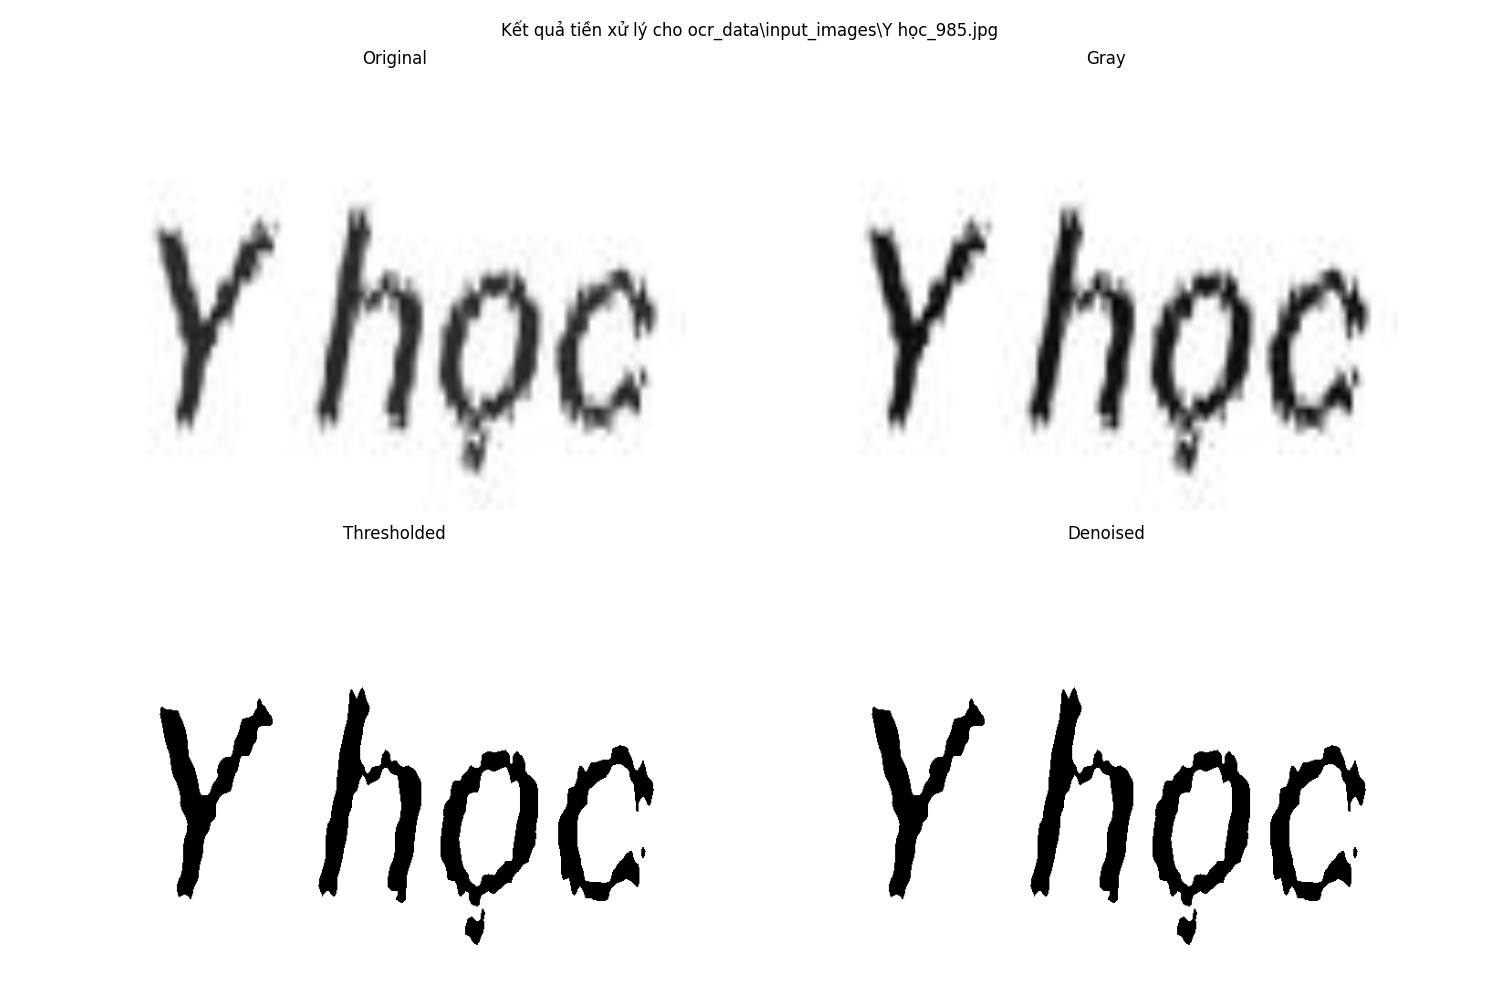 Kết quả tiền xử lý cho ocr_data\input_images\Y học_985.jpg
Original
Gray
Y học
Y học
Thresholded
Denoised
Y học
Y học